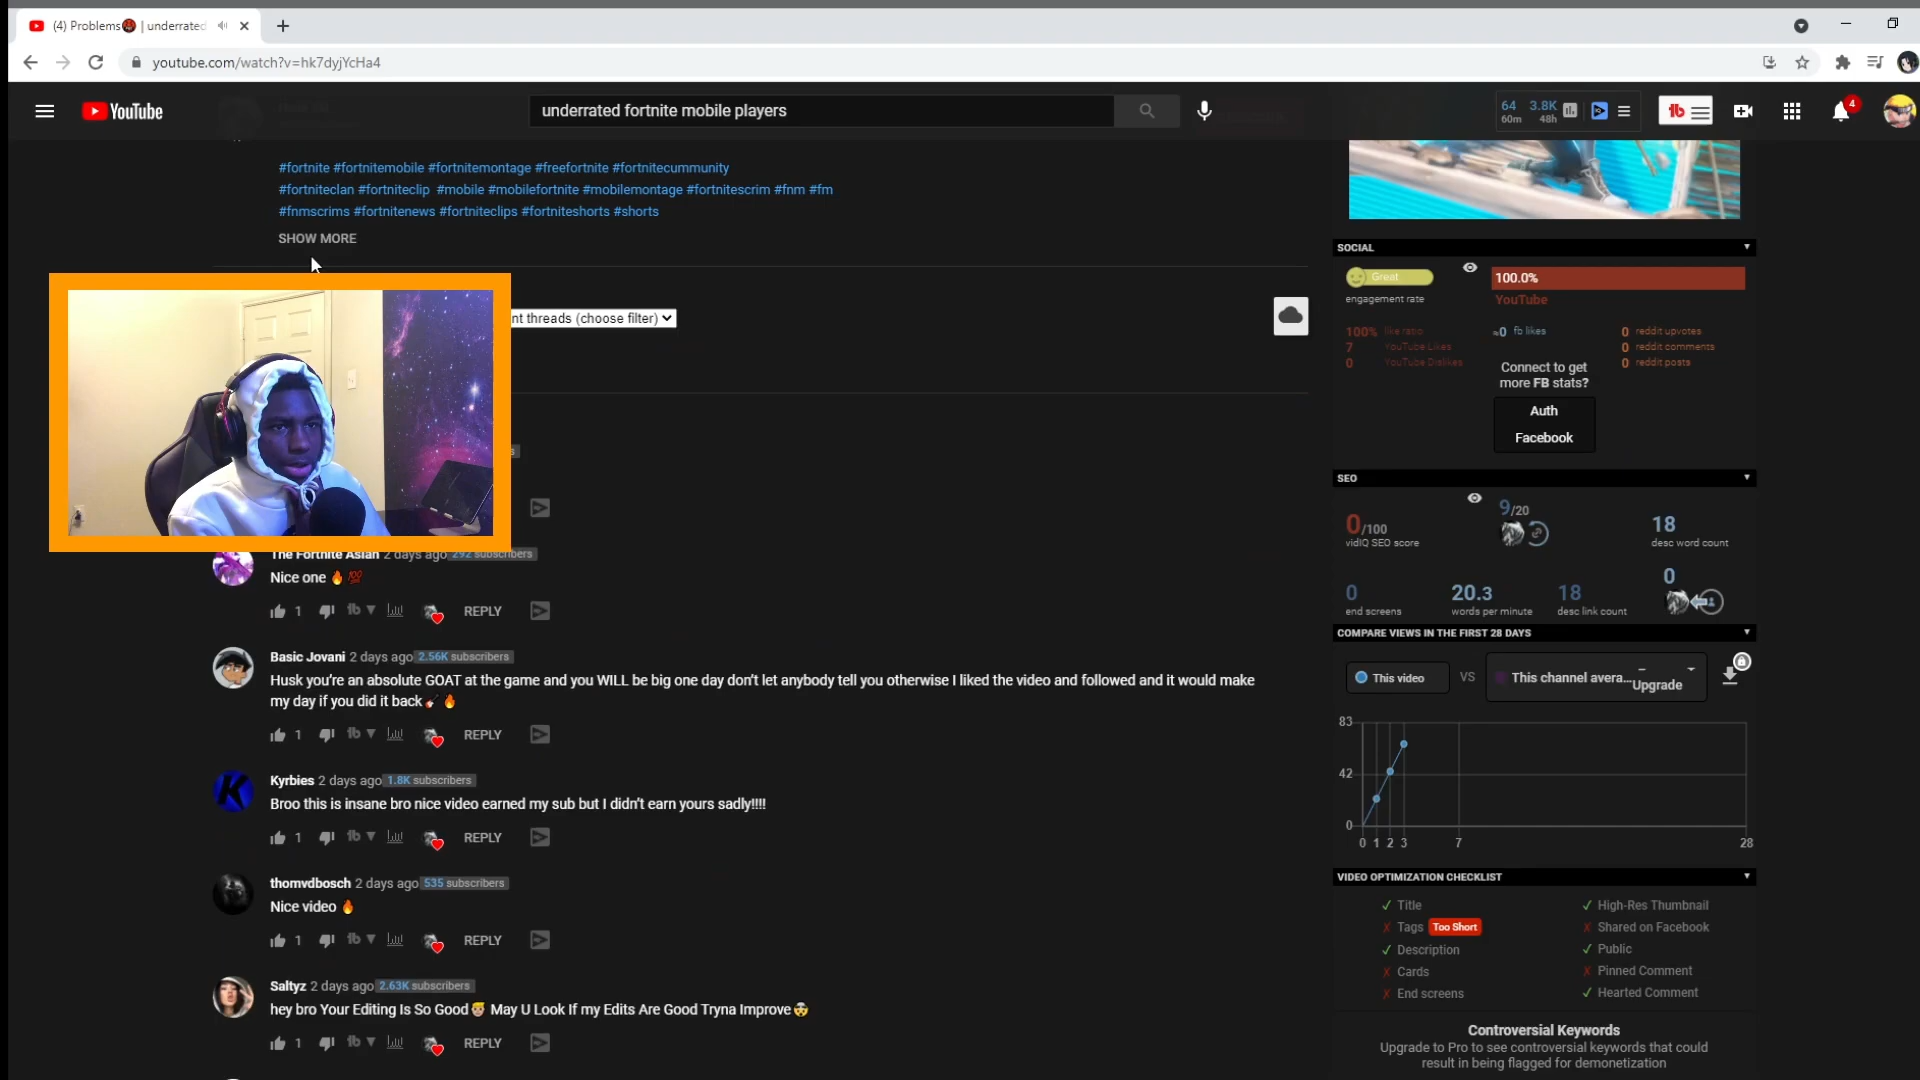 (4) Problems | underrated
youtube.com/watch?v=hk7dyjYcHa4
YouTube
underrated fortnite mobile players
64 60m 3.8K 48h
tb
4
#fortnite #fortnitemobile #fortnitemontage #freefortnite #fortnitecummunity
#fortniteclan #fortniteclip #mobile #mobilefortnite #mobilemontage #fortnitescrim #fnm #fm
#fnmscrims #fortnitenews #fortniteclips #fortniteshorts #shorts
SHOW MORE
nt threads (choose filter)
The Fortnite Asian 2 days ago 292 subscribers
Nice one 🔥 💯
1 tb REPLY
Basic Jovani 2 days ago 2.56K subscribers
Husk you're an absolute GOAT at the game and you WILL be big one day don't let anybody tell you otherwise I liked the video and followed and it would make
my day if you did it back 🔥
1 tb REPLY
Kyrbies 2 days ago 1.8K subscribers
Broo this is insane bro nice video earned my sub but I didn't earn yours sadly!!!!
1 tb REPLY
thomvdbosch 2 days ago 535 subscribers
Nice video 🔥
1 tb REPLY
Saltyz 2 days ago 2.63K subscribers
hey bro Your Editing Is So Good May U Look If my Edits Are Good Tryna Improve
1 tb REPLY
SOCIAL
Great
engagement rate
100.0%
YouTube
100% like ratio
7 YouTube Likes
0 YouTube Dislikes
≈0 fb likes
0 reddit upvotes
0 reddit comments
0 reddit posts
Connect to get
more FB stats?
Auth
Facebook
SEO
0/100
vidIQ SEO score
9/20
18
desc word count
0
end screens
20.3
words per minute
18
desc link count
0
COMPARE VIEWS IN THE FIRST 28 DAYS
This video VS This channel avera... Upgrade
83
42
0
0 1 2 3 7 28
VIDEO OPTIMIZATION CHECKLIST
✓ Title
✗ Tags Too Short
✓ Description
✗ Cards
✗ End screens
✓ High-Res Thumbnail
✗ Shared on Facebook
✓ Public
✗ Pinned Comment
✓ Hearted Comment
Controversial Keywords
Upgrade to Pro to see controversial keywords that could
result in being flagged for demonetization